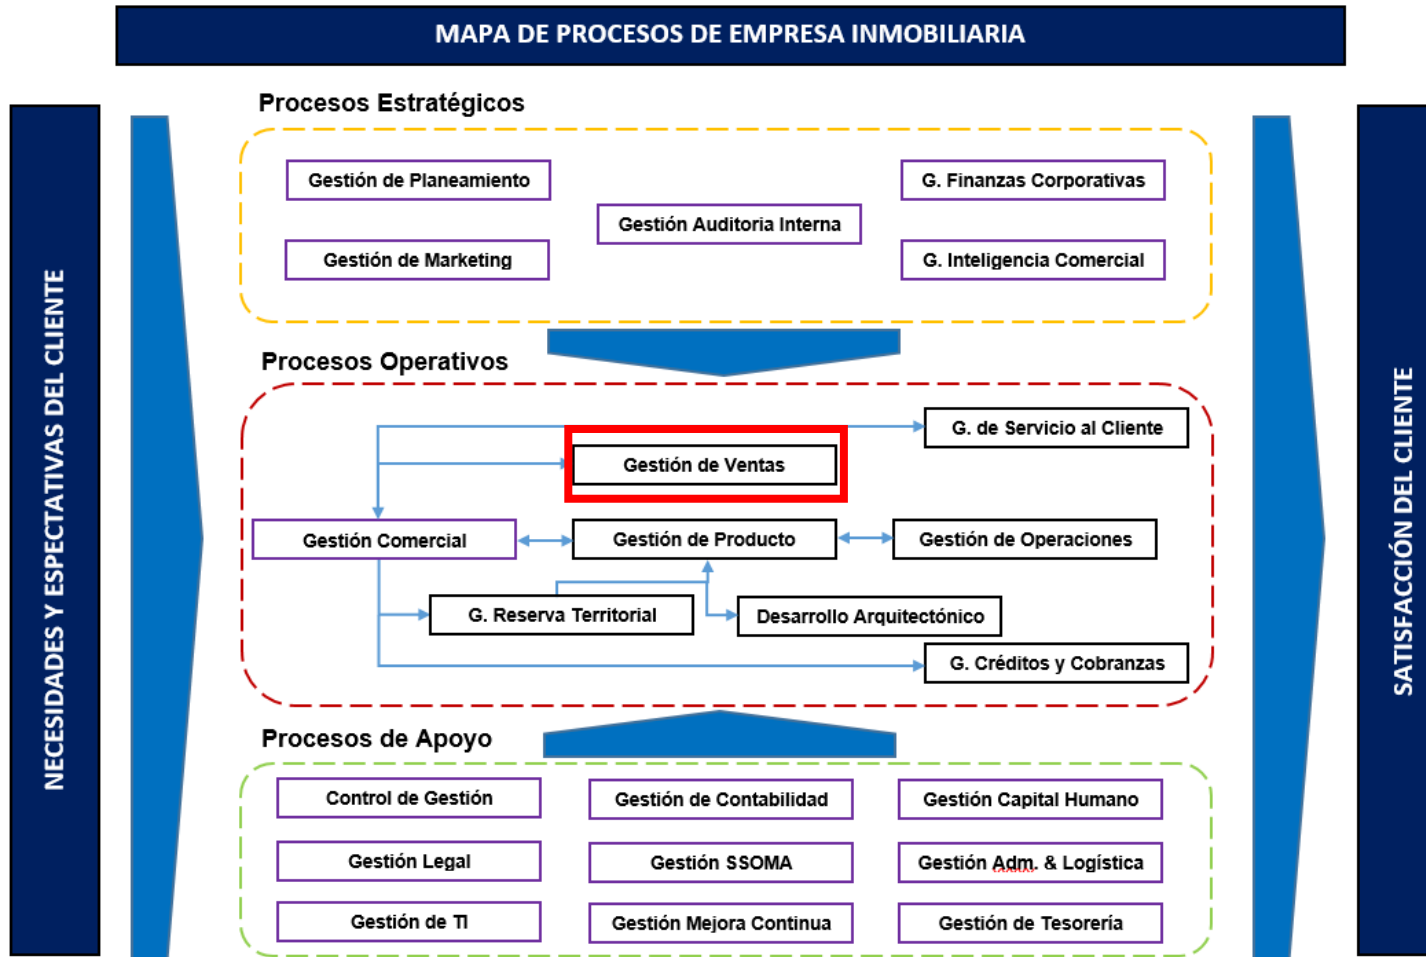 MAPA DE PROCESOS DE EMPRESA INMOBILIARIA
NECESIDADES Y ESPECTATIVAS DEL CLIENTE
Procesos Estratégicos
Gestión de Planeamiento
G. Finanzas Corporativas
Gestión Auditoria Interna
Gestión de Marketing
G. Inteligencia Comercial
Procesos Operativos
G. de Servicio al Cliente
Gestión de Ventas
Gestión Comercial
Gestión de Producto
Gestión de Operaciones
G. Reserva Territorial
Desarrollo Arquitectónico
G. Créditos y Cobranzas
Procesos de Apoyo
Control de Gestión
Gestión de Contabilidad
Gestión Capital Humano
Gestión Legal
Gestión SSOMA
Gestión Adm. & Logística
Gestión de TI
Gestión Mejora Continua
Gestión de Tesorería
SATISFACCIÓN DEL CLIENTE